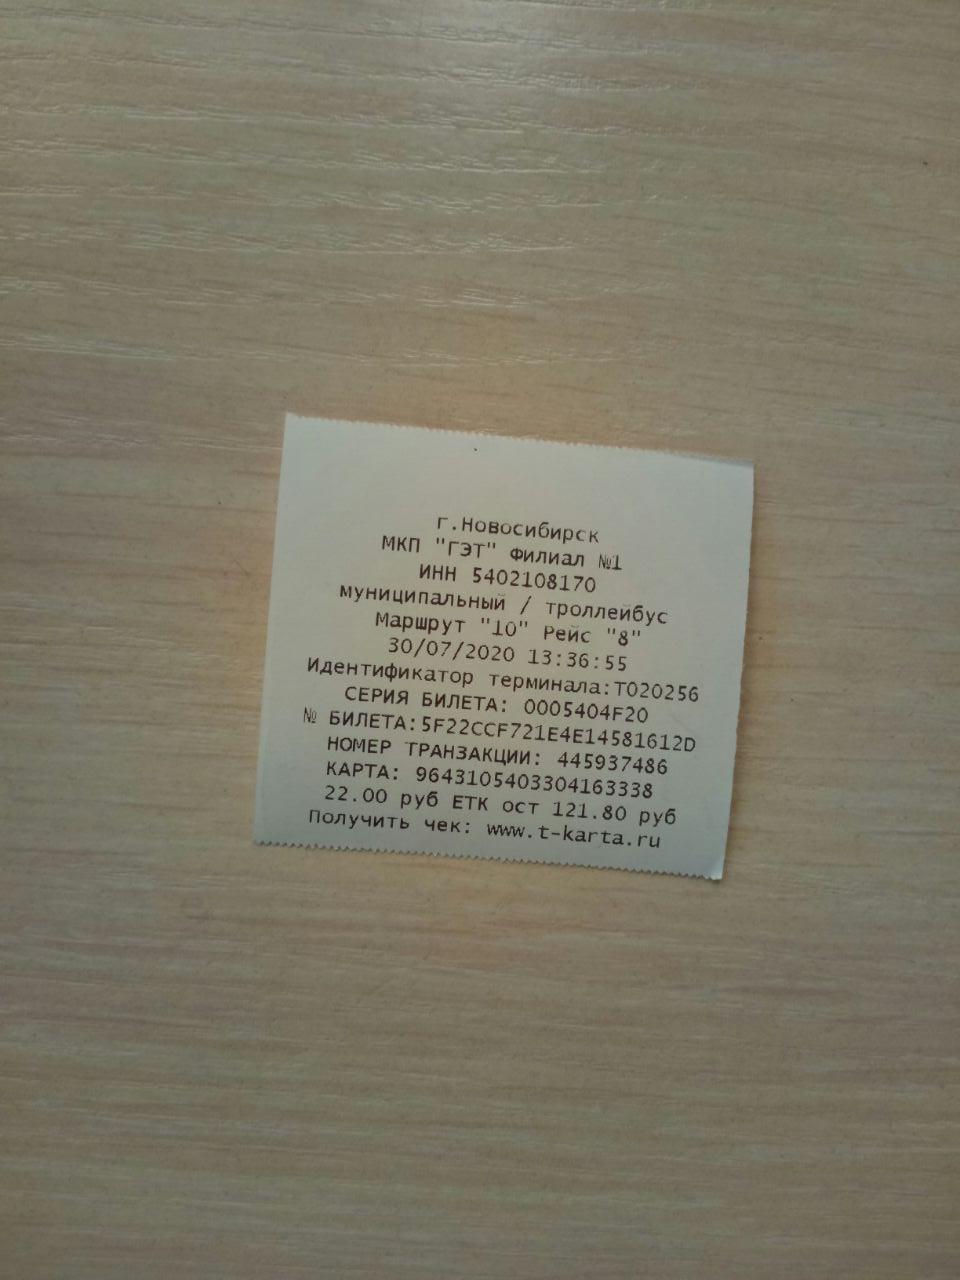 г.Новосибирск
МКП "ГЭТ" Филиал №1
ИНН 5402108170
муниципальный / троллейбус
Маршрут "10" Рейс "8"
30/07/2020 13:36:55
Идентификатор терминала:T020256
СЕРИЯ БИЛЕТА: 0005404F20
№ БИЛЕТА:5F22CCF721E4E14581612D
НОМЕР ТРАНЗАКЦИИ: 445937486
КАРТА: 9643105403304163338
22.00 руб ЕТК ост 121.80 руб
Получить чек: www.t-karta.ru